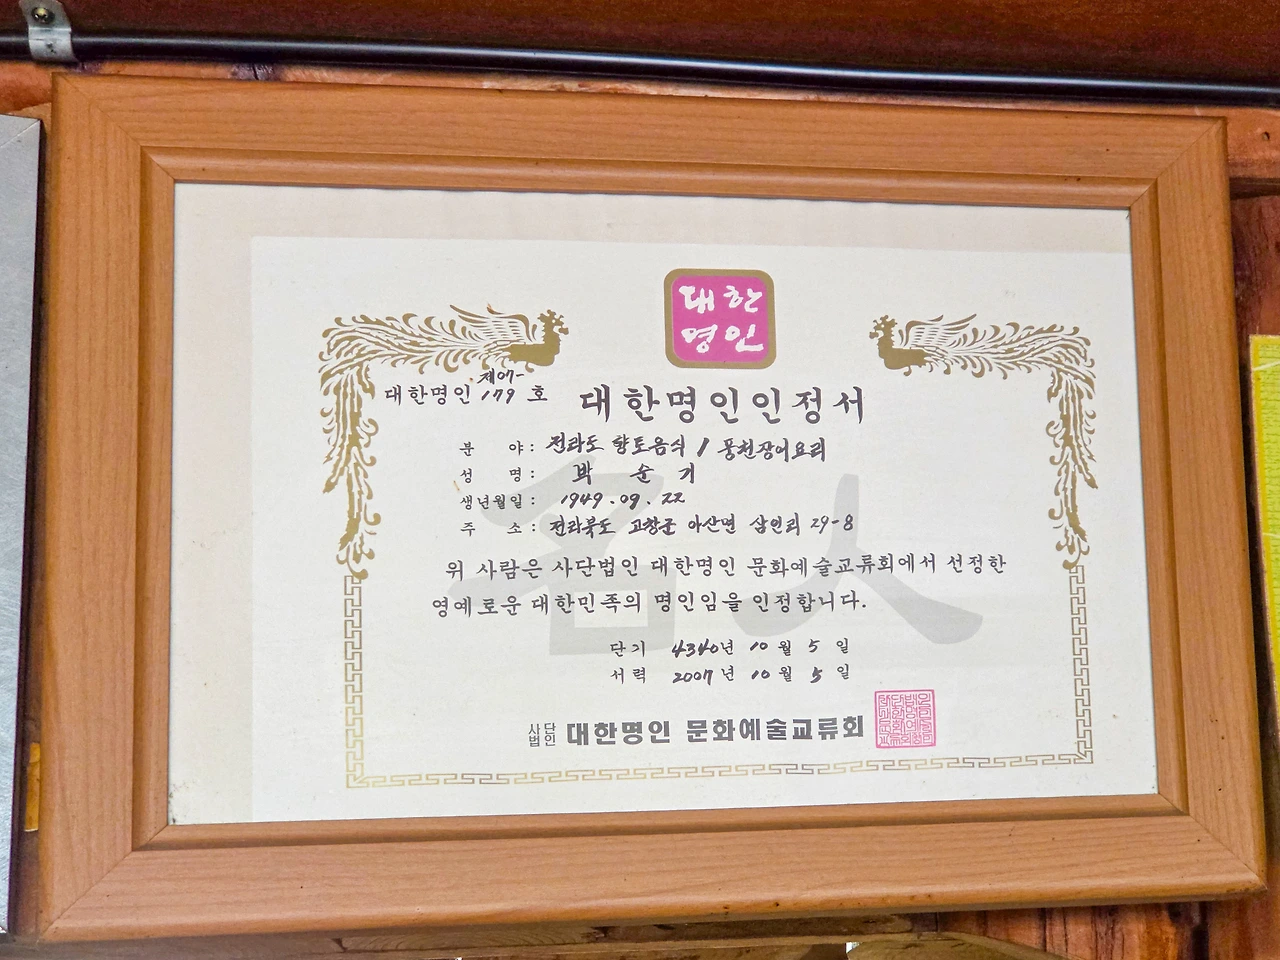 대한
명인
제07-
대한명인 179 호
대한명인인정서
분 야 : 전라도 향토음식 / 풍천장어요리
성 명 : 박 순 기
생년월일 : 1949.09.22
주 소 : 전라북도 고창군 아산면 삼인리 29-8
위 사람은 사단법인 대한명인 문화예술교류회에서 선정한
영예로운 대한민족의 명인임을 인정합니다.
단기 4340년 10월 5일
서력 2007년 10월 5일
사단법인 대한명인 문화예술교류회
名人